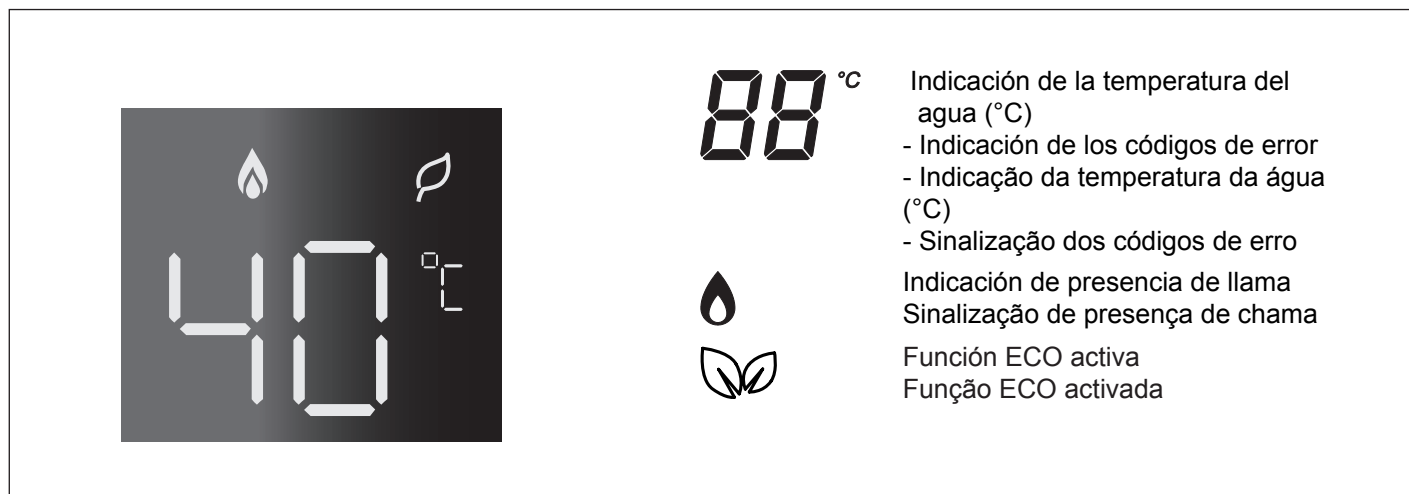 40 °C
88 °C
Indicación de la temperatura del
agua (°C)
- Indicación de los códigos de error
- Indicação da temperatura da água
(°C)
- Sinalização dos códigos de erro
Indicación de presencia de llama
Sinalização de presença de chama
Función ECO activa
Função ECO activada